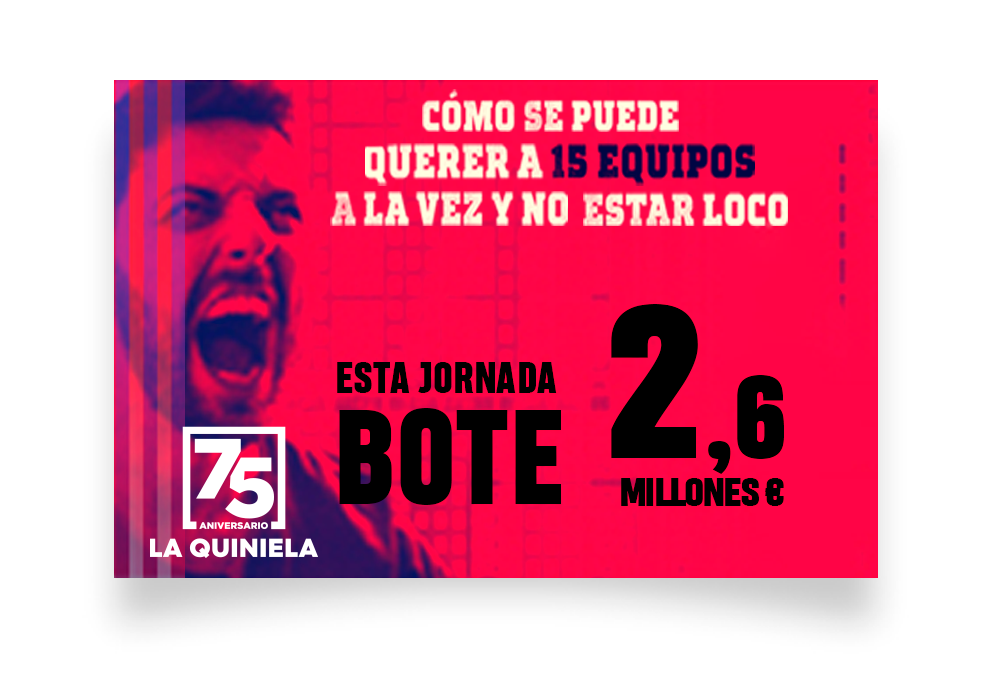 CÓMO SE PUEDE
QUERER A 15 EQUIPOS
A LA VEZ Y NO ESTAR LOCO
ESTA JORNADA
BOTE
2,6
MILLONES €
75
ANIVERSARIO
LA QUINIELA